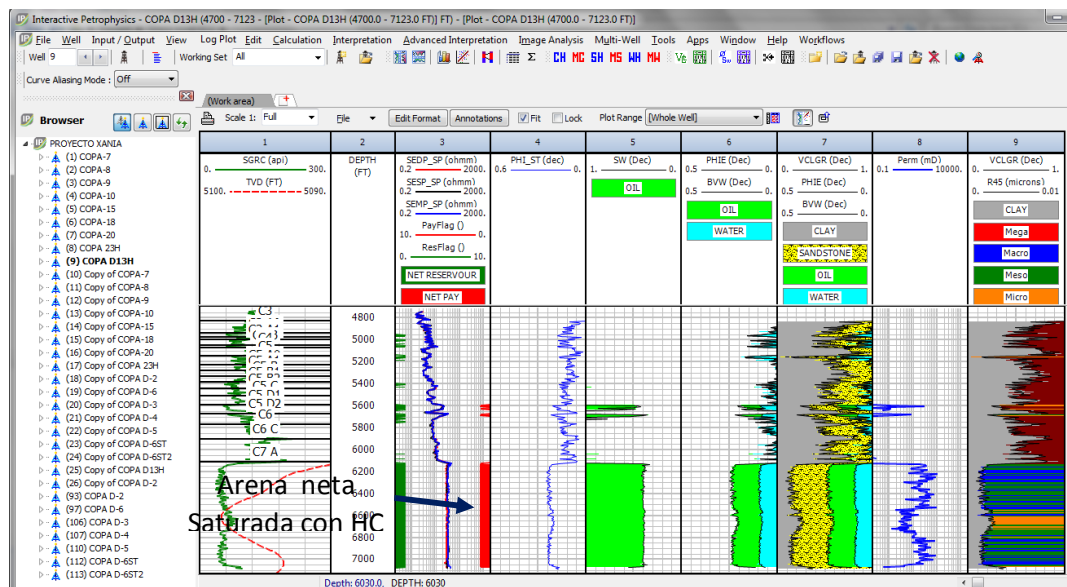 Interactive Petrophysics - COPA D13H (4700 - 7123 - [Plot - COPA D13H (4700.0 - 7123.0 FT)] FT) - [Plot - COPA D13H (4700.0 - 7123.0 FT)]
File Well Input / Output View Log Plot Edit Calculation Interpretation Advanced Interpretation Image Analysis Multi-Well Tools Apps Window Help Workflows
Well 9 Working Set All CH MC SH MS WH MW
Curve Aliasing Mode : Off
(Work area)
Browser Scale 1: Full File Edit Format Annotations Fit Lock Plot Range [Whole Well]
PROYECTO XANIA
(1) COPA-7
(2) COPA-8
(3) COPA-9
(4) COPA-10
(5) COPA-15
(6) COPA-18
(7) COPA-20
(8) COPA 23H
(9) COPA D13H
(10) Copy of COPA-7
(11) Copy of COPA-8
(12) Copy of COPA-9
(13) Copy of COPA-10
(14) Copy of COPA-15
(15) Copy of COPA-18
(16) Copy of COPA-20
(17) Copy of COPA 23H
(18) Copy of COPA D-2
(19) Copy of COPA D-6
(20) Copy of COPA D-3
(21) Copy of COPA D-4
(22) Copy of COPA D-5
(23) Copy of COPA D-6ST
(24) Copy of COPA D-6ST2
(25) Copy of COPA D13H
(26) Copy of COPA D-2
(93) COPA D-2
(97) COPA D-6
(106) COPA D-3
(107) COPA D-4
(110) COPA D-5
(112) COPA D-6ST
(113) COPA D-6ST2
1 2 3 4 5 6 7 8 9
SGRC (api)
0. 300.
TVD (FT)
5100. 5090.
DEPTH
(FT)
SEDP_SP (ohmm)
0.2 2000.
SESP_SP (ohmm)
0.2 2000.
SEMP_SP (ohmm)
0.2 2000.
PayFlag ()
10. 0.
ResFlag ()
0. 10.
NET RESERVOUR
NET PAY
PHI_ST (dec)
0.6 0.
SW (Dec)
1. 0.
OIL
PHIE (Dec)
0.5 0.
BVW (Dec)
0.5 0.
OIL
WATER
VCLGR (Dec)
0. 1.
PHIE (Dec)
0.5 0.
BVW (Dec)
0.5 0.
CLAY
SANDSTONE
OIL
WATER
Perm (mD)
0.1 10000.
VCLGR (Dec)
0. 1.
R45 (microns)
0. 0.01
CLAY
Mega
Macro
Meso
Micro
C3
C5
C5 C
C5 D1
C5 D2
C6
C6 C
C7 A
4800
5000
5200
5400
5600
5800
6000
6200
6400
6600
6800
7000
Arena neta
Saturada con HC
Depth: 6030.0, DEPTH: 6030